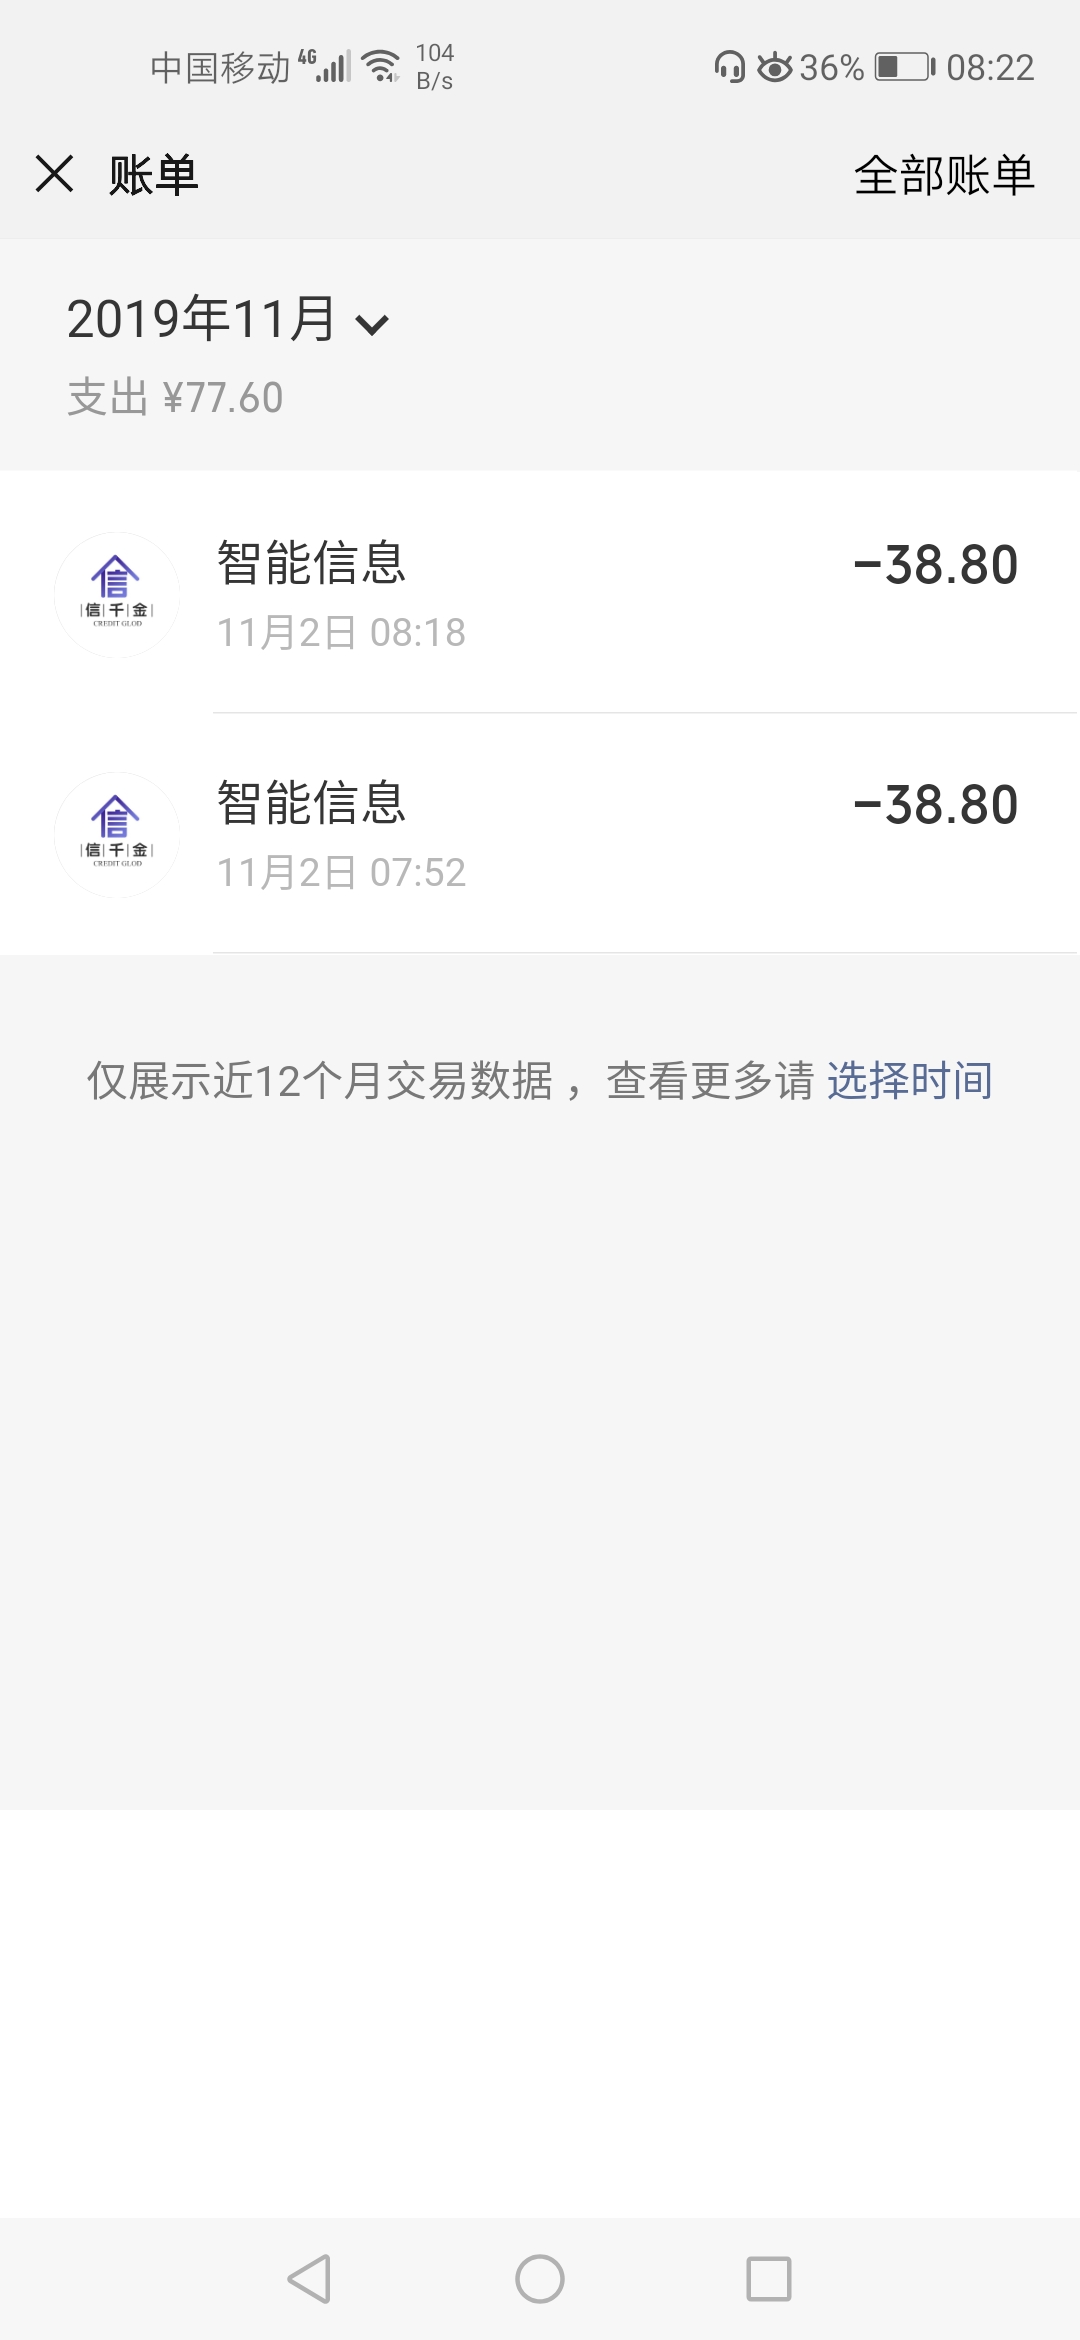 中国移动 4G 104 B/s 36% 08:22
账单 全部账单
2019年11月
支出 ¥77.60
智能信息 -38.80
信
|信|千|金|
CREDIT GLOD
11月2日 08:18
智能信息 -38.80
信
|信|千|金|
CREDIT GLOD
11月2日 07:52
仅展示近12个月交易数据，查看更多请 选择时间